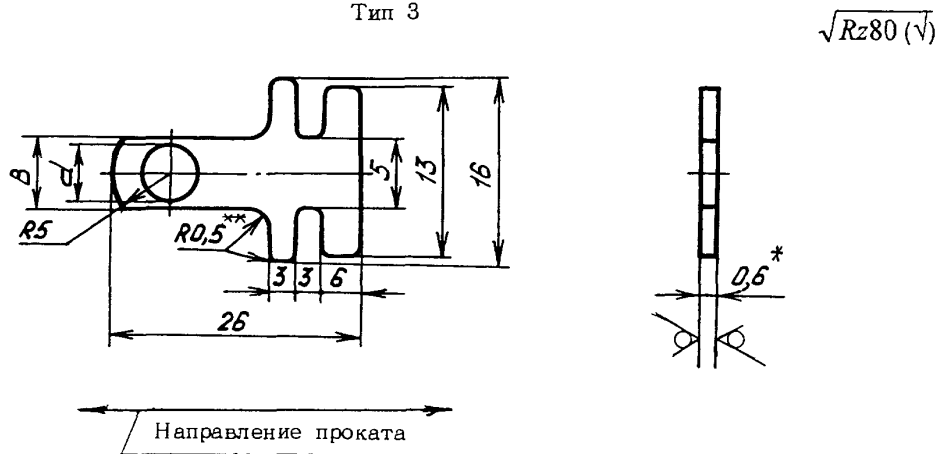 Тип 3
√Rz80 (√)
B
d
5
13
16
R5
R0,5**
3 3 6
0,6*
26
Направление проката